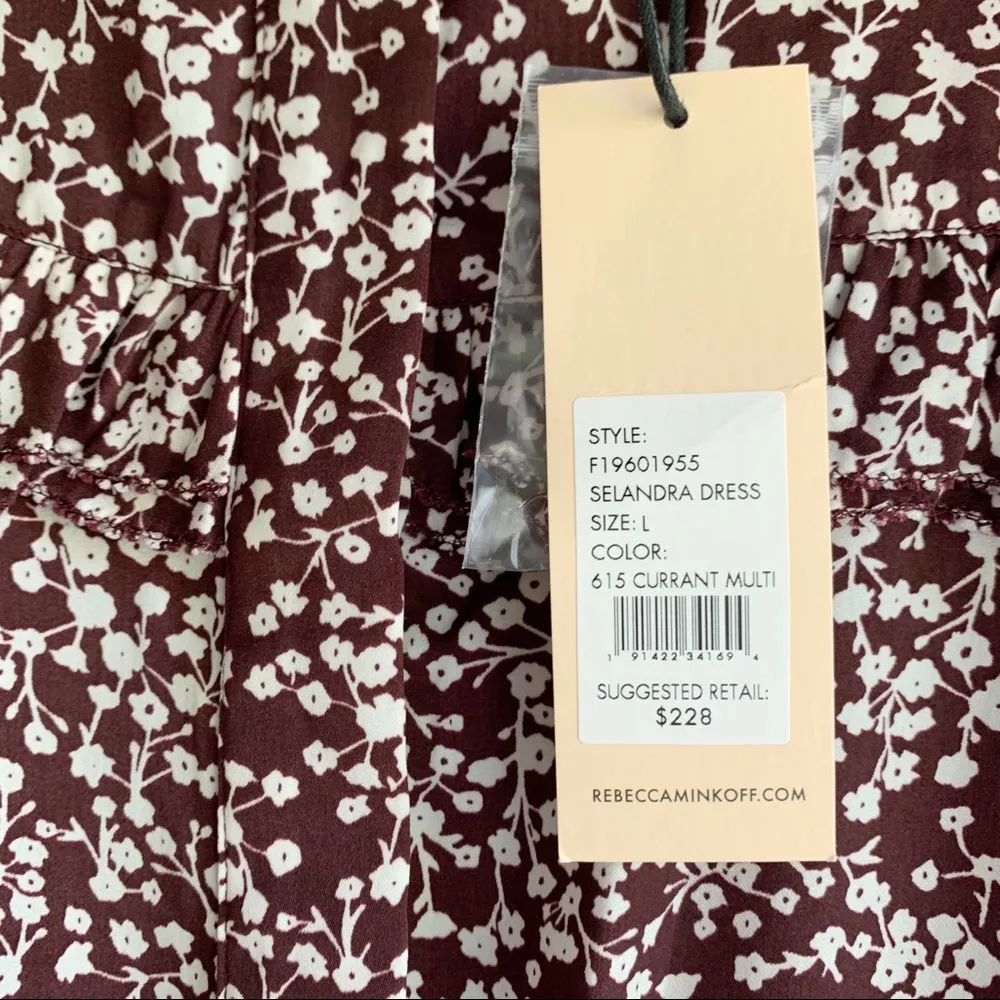 STYLE:
F19601955
SELANDRA DRESS
SIZE: L
COLOR:
615 CURRANT MULTI
1 91422 34169 4
SUGGESTED RETAIL:
$228
REBECCAMINKOFF.COM